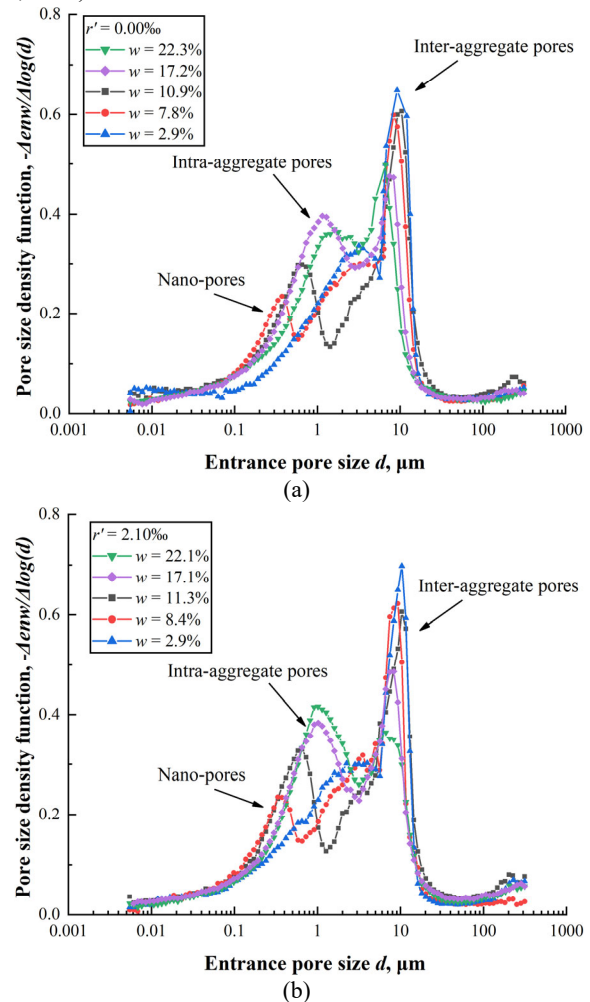 r' = 0.00‰
w = 22.3%
w = 17.2%
w = 10.9%
w = 7.8%
w = 2.9%
Inter-aggregate pores
Intra-aggregate pores
Nano-pores
Pore size density function, -Δenw/Δlog(d)
0.8
0.6
0.4
0.2
0.0
0.001 0.01 0.1 1 10 100 1000
Entrance pore size d, μm
(a)
r' = 2.10‰
w = 22.1%
w = 17.1%
w = 11.3%
w = 8.4%
w = 2.9%
Inter-aggregate pores
Intra-aggregate pores
Nano-pores
Pore size density function, -Δenw/Δlog(d)
0.8
0.6
0.4
0.2
0.0
0.001 0.01 0.1 1 10 100 1000
Entrance pore size d, μm
(b)